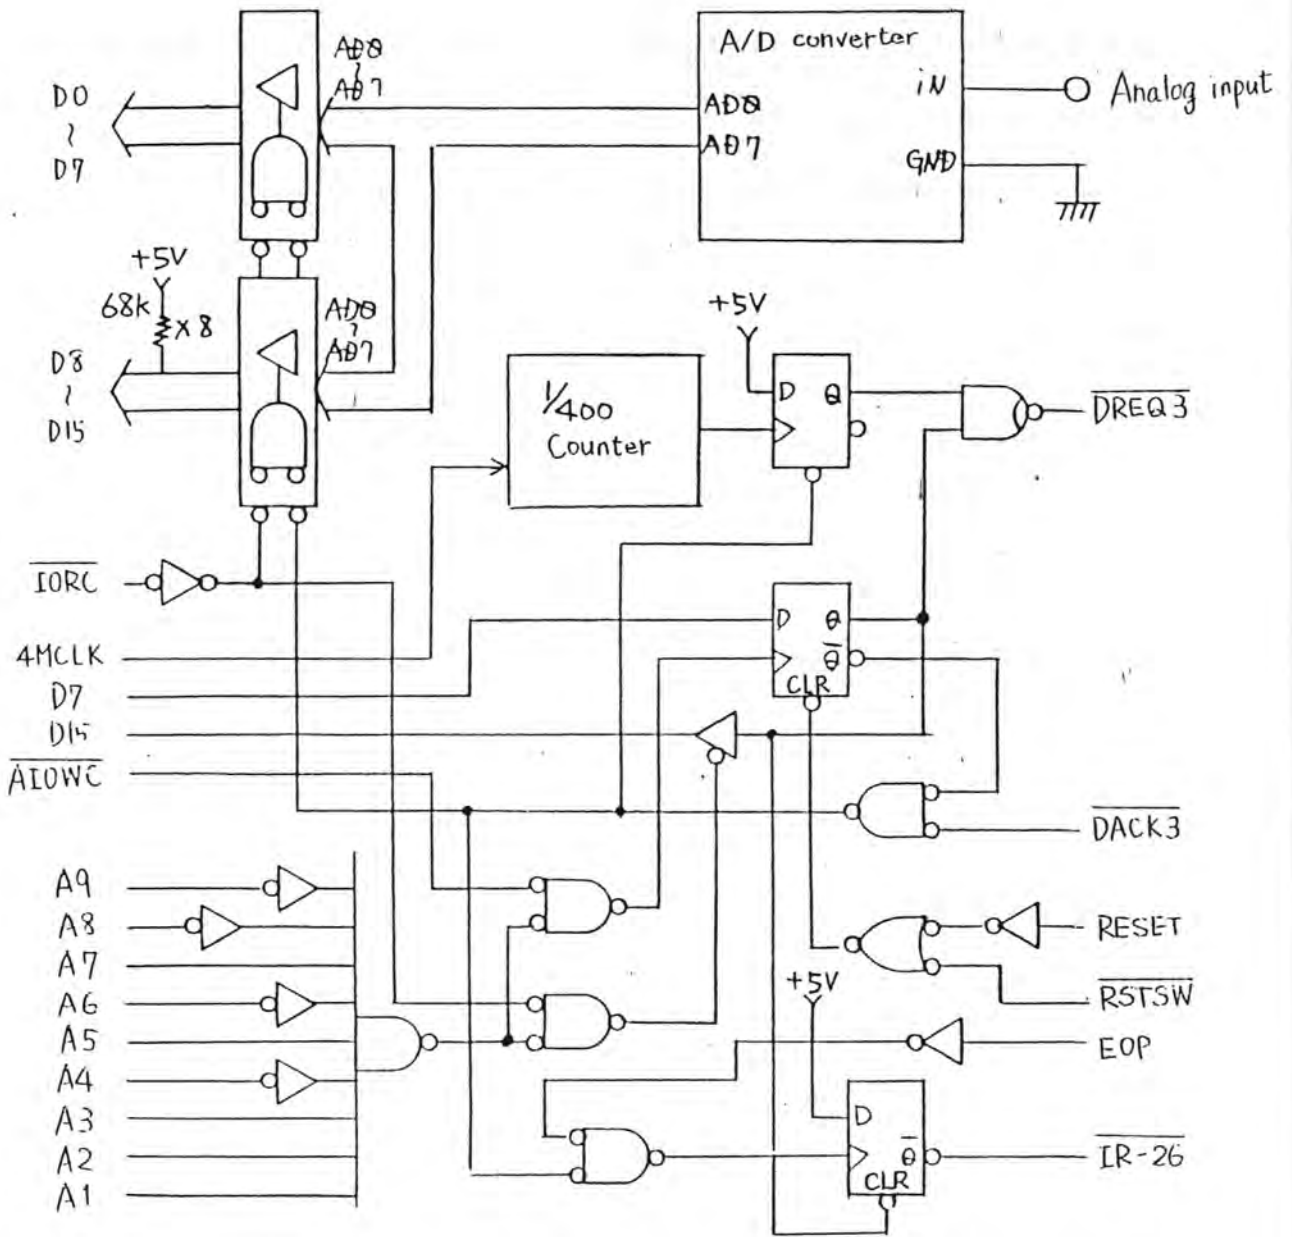 A/D converter
iN
Analog input
AD0
AD7
GND
AD0
~
AD7
D0
~
D7
+5V
68k
×8
AD0
~
AD7
D8
~
D15
1/400
Counter
+5V
D
Q
DREQ3
IORC
4MCLK
D7
D15
AIOWC
D
Q
Q
CLR
DACK3
A9
A8
A7
A6
A5
A4
A3
A2
A1
RESET
RSTSW
EOP
+5V
D
Q
CLR
IR-26